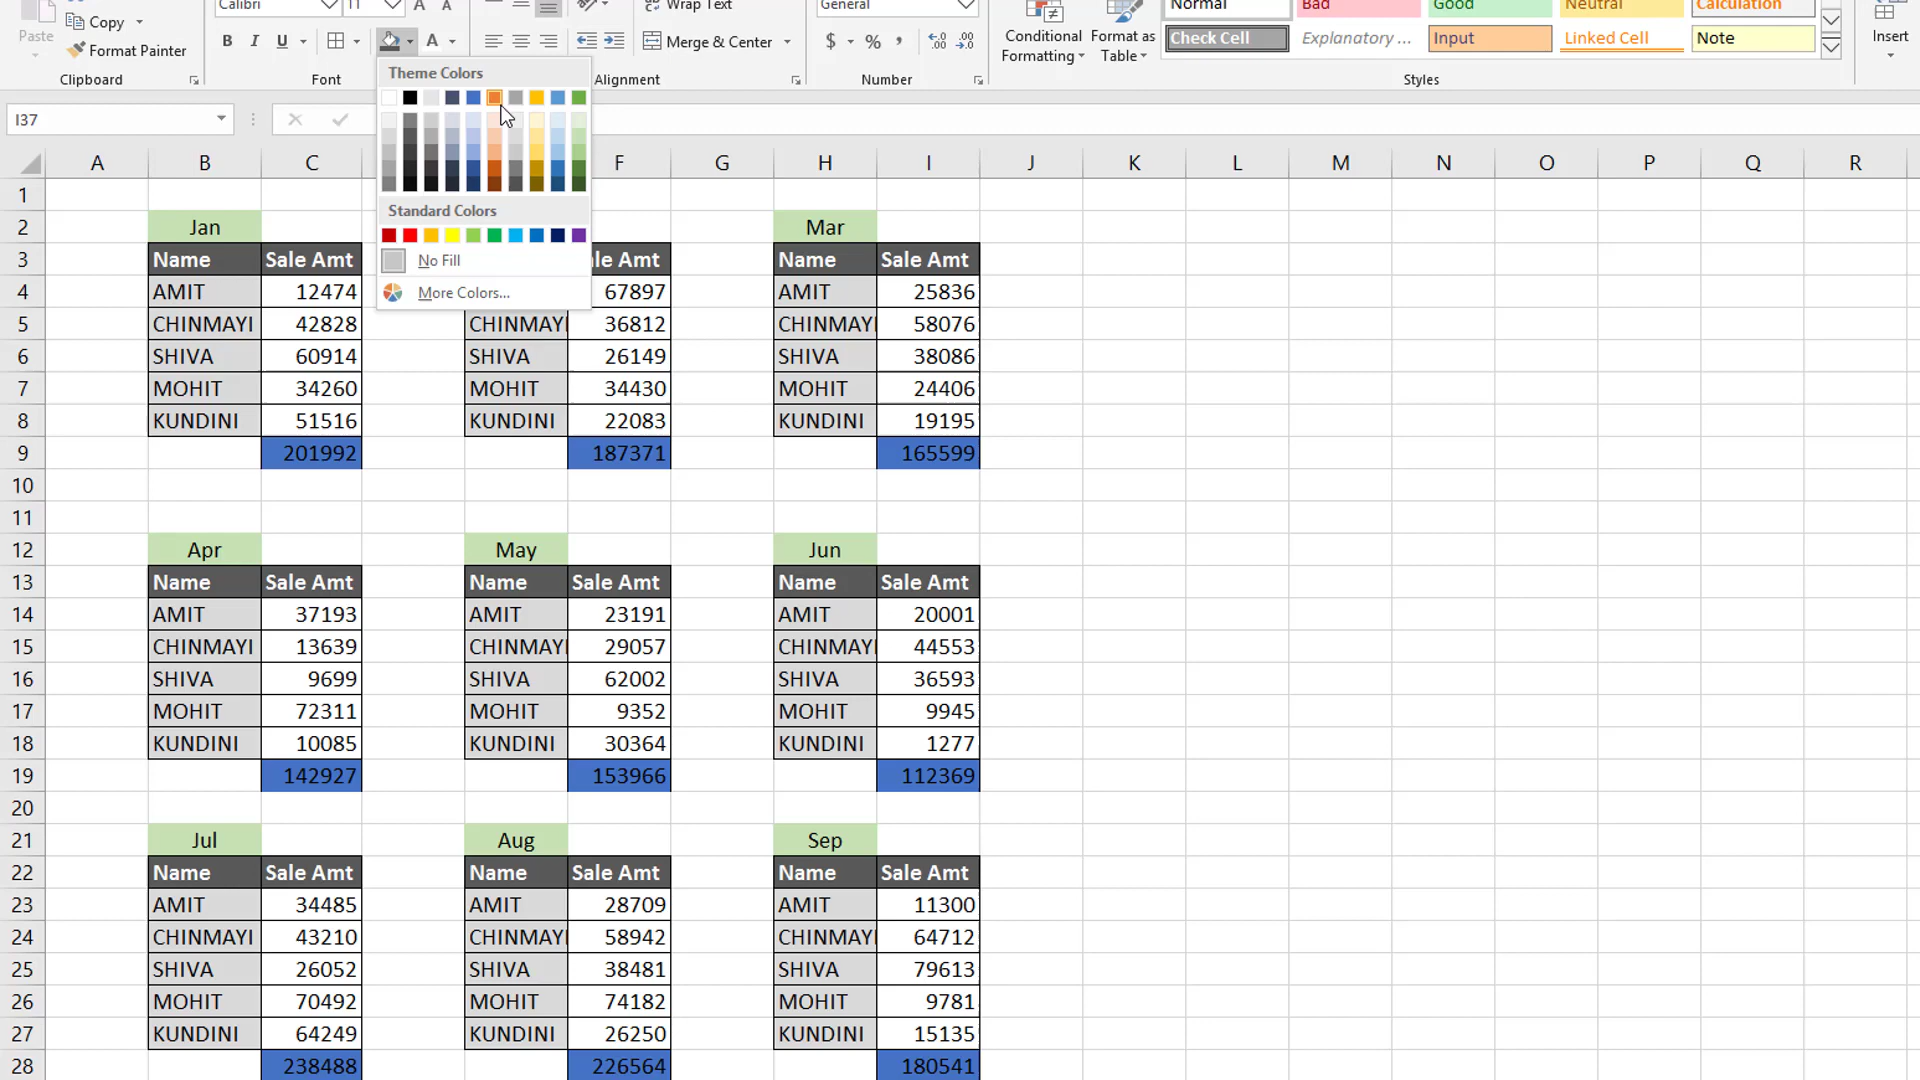 Calibri 11 Wrap Text General Normal Bad Good Neutral Calculation
Paste Copy Format Painter
B I U A Merge & Center $ % , Conditional Formatting Format as Table Check Cell Explanatory ... Input Linked Cell Note Insert
Clipboard Font Alignment Number Styles
Theme Colors
Standard Colors
No Fill
More Colors...
I37
A B C F G H I J K L M N O P Q R
1
2 Jan Mar
3 Name Sale Amt le Amt Name Sale Amt
4 AMIT 12474 67897 AMIT 25836
5 CHINMAYI 42828 CHINMAYI 36812 CHINMAYI 58076
6 SHIVA 60914 SHIVA 26149 SHIVA 38086
7 MOHIT 34260 MOHIT 34430 MOHIT 24406
8 KUNDINI 51516 KUNDINI 22083 KUNDINI 19195
9 201992 187371 165599
10
11
12 Apr May Jun
13 Name Sale Amt Name Sale Amt Name Sale Amt
14 AMIT 37193 AMIT 23191 AMIT 20001
15 CHINMAYI 13639 CHINMAYI 29057 CHINMAYI 44553
16 SHIVA 9699 SHIVA 62002 SHIVA 36593
17 MOHIT 72311 MOHIT 9352 MOHIT 9945
18 KUNDINI 10085 KUNDINI 30364 KUNDINI 1277
19 142927 153966 112369
20
21 Jul Aug Sep
22 Name Sale Amt Name Sale Amt Name Sale Amt
23 AMIT 34485 AMIT 28709 AMIT 11300
24 CHINMAYI 43210 CHINMAYI 58942 CHINMAYI 64712
25 SHIVA 26052 SHIVA 38481 SHIVA 79613
26 MOHIT 70492 MOHIT 74182 MOHIT 9781
27 KUNDINI 64249 KUNDINI 26250 KUNDINI 15135
28 238488 226564 180541